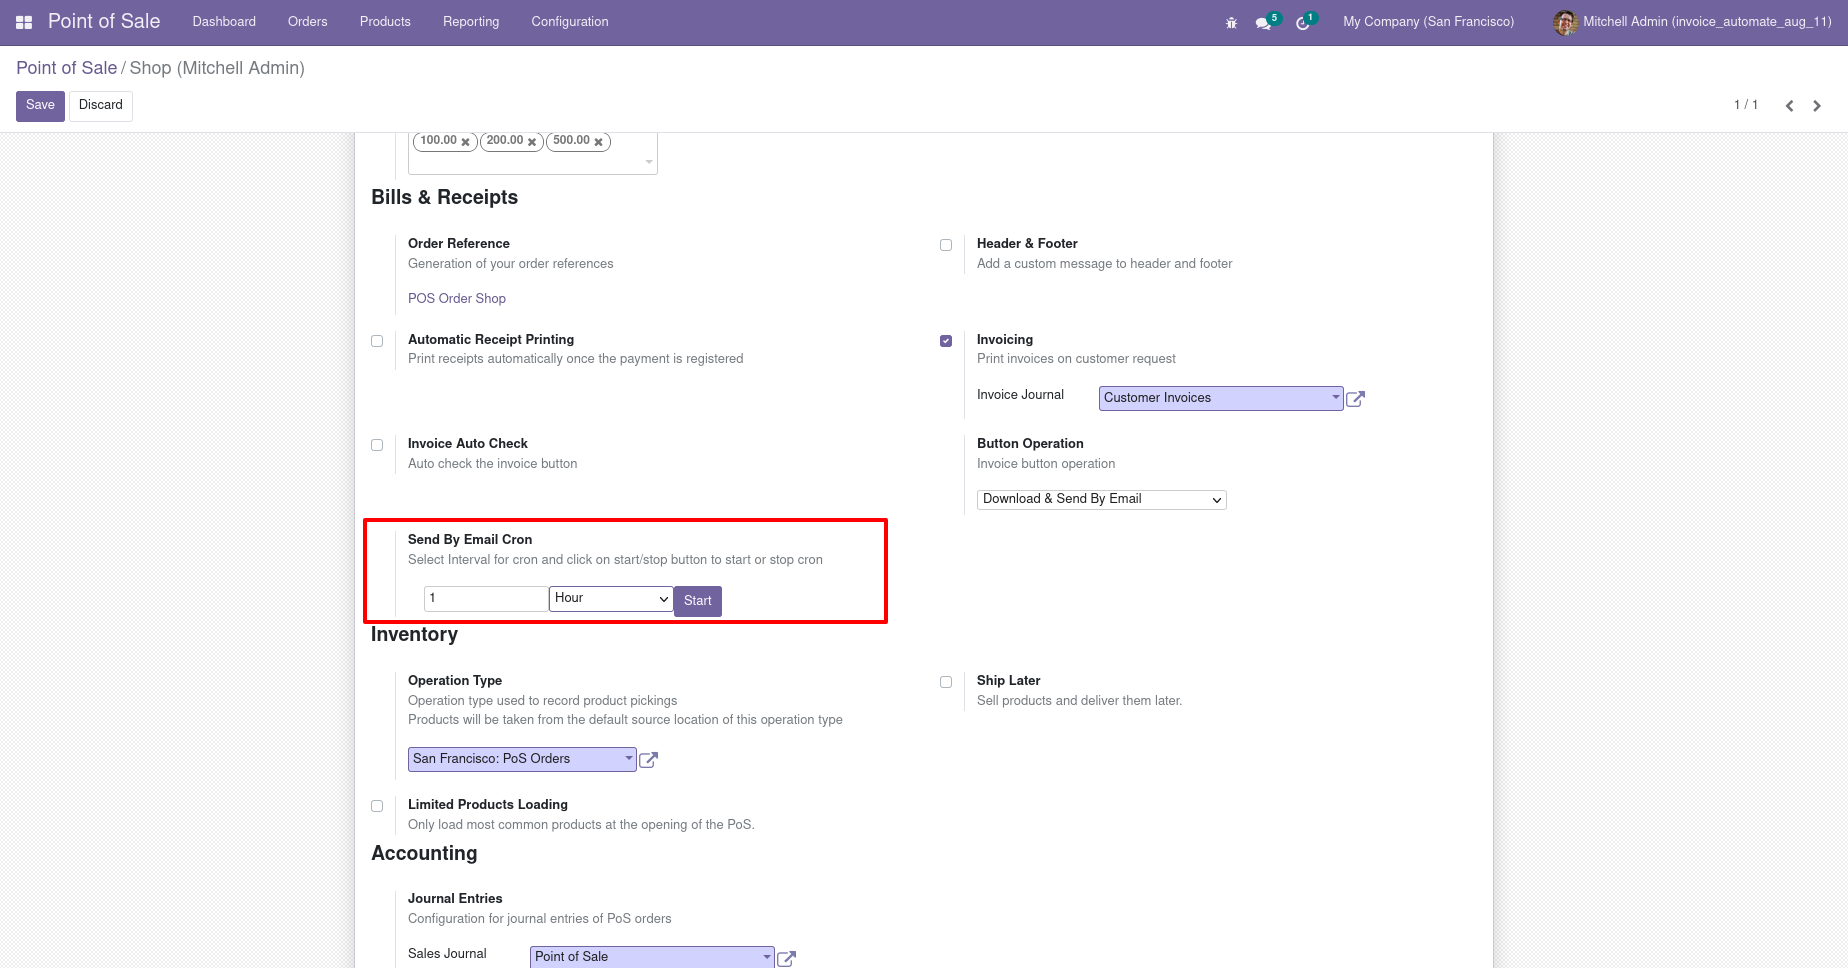 Point of Sale Dashboard Orders Products Reporting Configuration 5 1 My Company (San Francisco) Mitchell Admin (invoice_automate_aug_11)
Point of Sale / Shop (Mitchell Admin)
Save Discard 1 / 1
100.00 200.00 500.00
Bills & Receipts
Order Reference
Generation of your order references
POS Order Shop
Header & Footer
Add a custom message to header and footer
Automatic Receipt Printing
Print receipts automatically once the payment is registered
Invoicing
Print invoices on customer request
Invoice Journal Customer Invoices
Invoice Auto Check
Auto check the invoice button
Button Operation
Invoice button operation
Download & Send By Email
Send By Email Cron
Select Interval for cron and click on start/stop button to start or stop cron
1 Hour Start
Inventory
Operation Type
Operation type used to record product pickings
Products will be taken from the default source location of this operation type
San Francisco: PoS Orders
Ship Later
Sell products and deliver them later.
Limited Products Loading
Only load most common products at the opening of the PoS.
Accounting
Journal Entries
Configuration for journal entries of PoS orders
Sales Journal Point of Sale